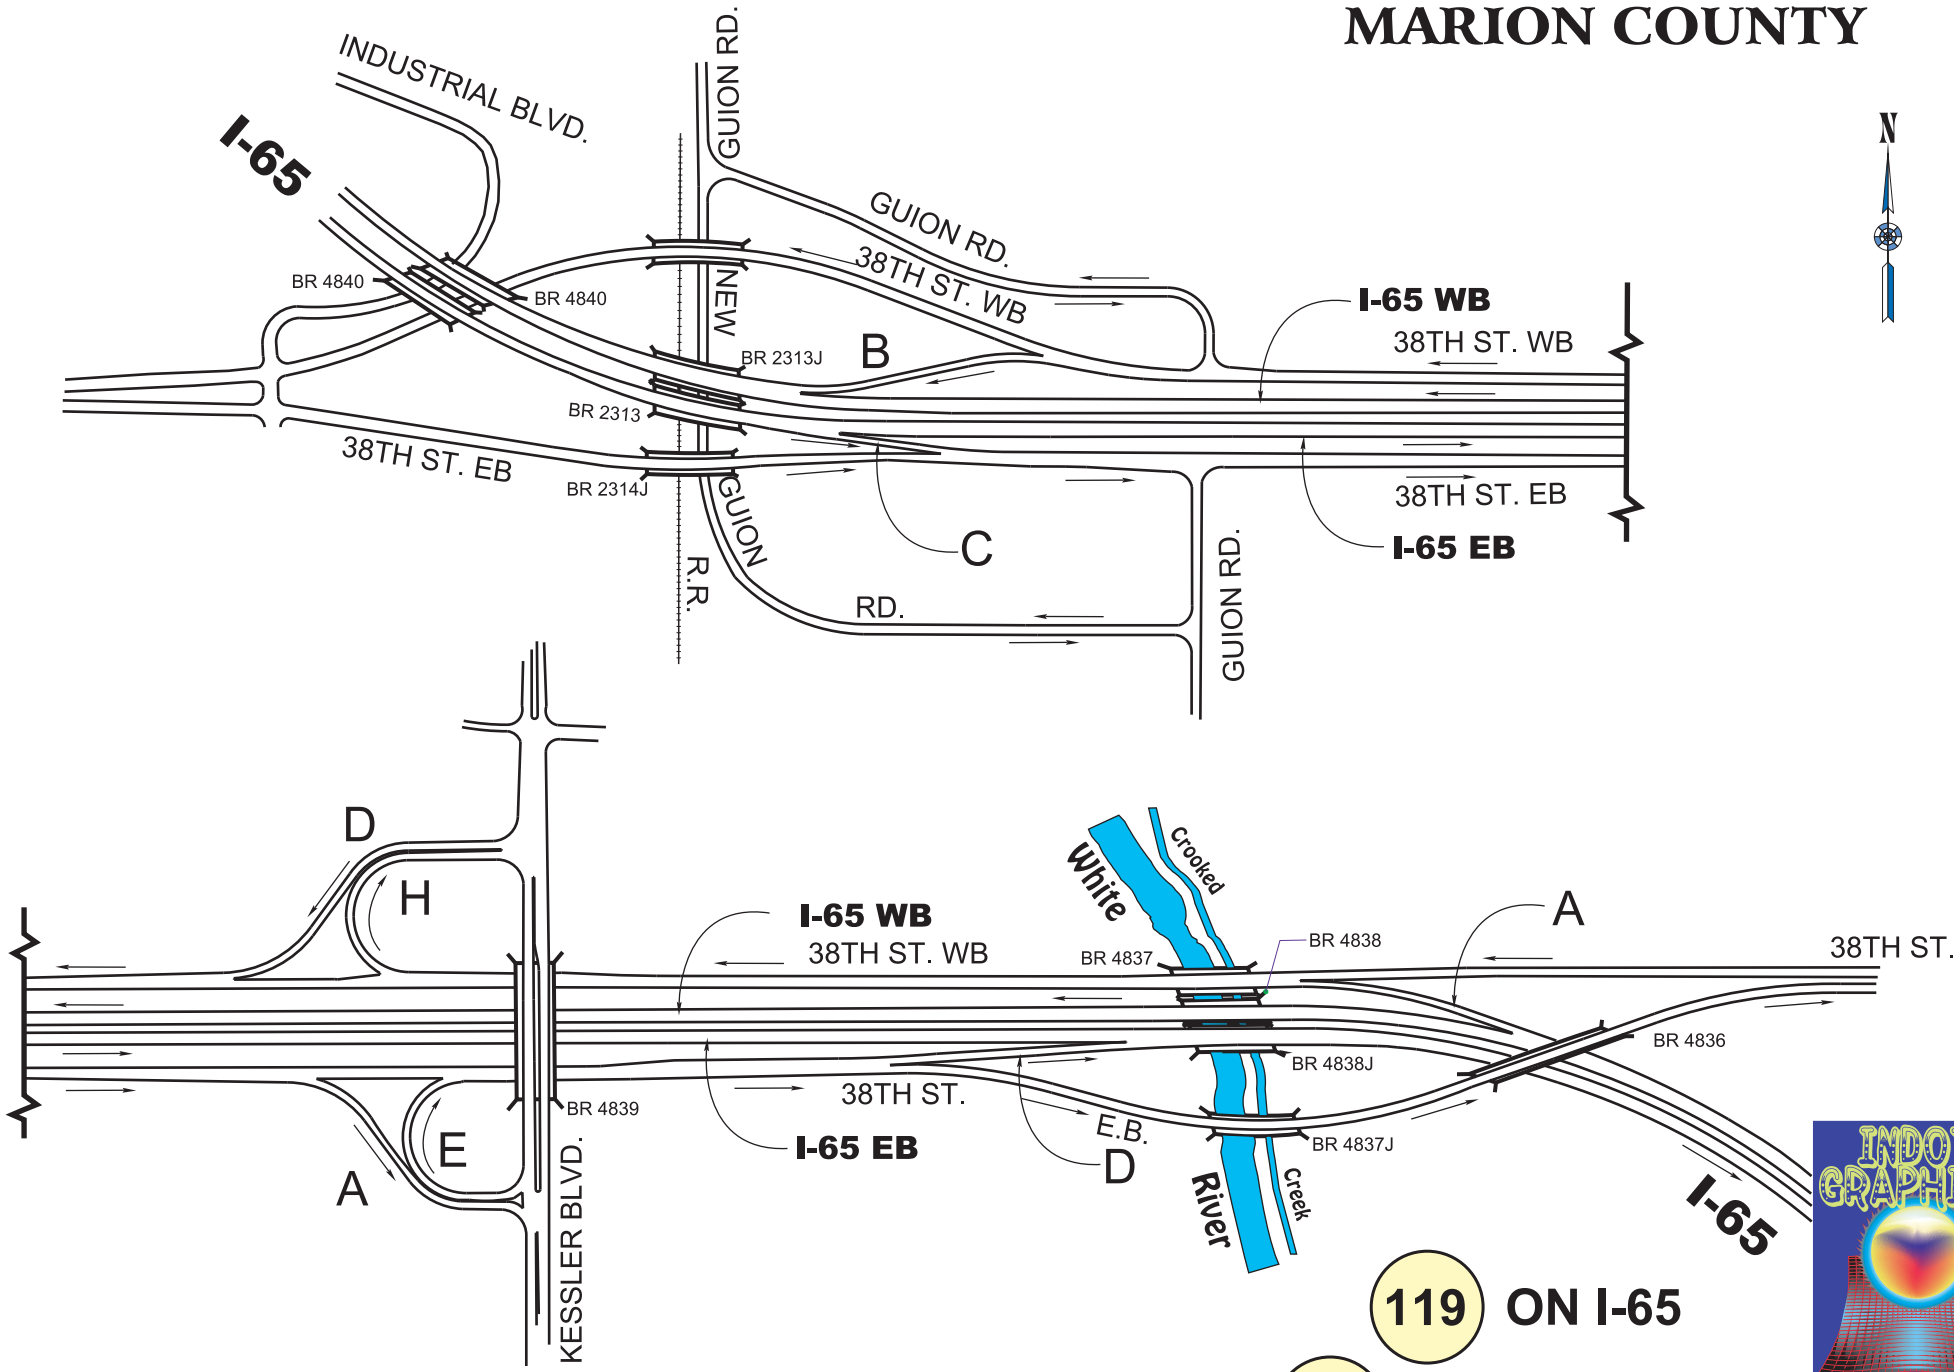 MARION COUNTY
N
INDUSTRIAL BLVD.
I-65
GUION RD.
GUION RD.
38TH ST. WB
NEW
BR 4840
BR 4840
I-65 WB
38TH ST. WB
BR 2313J
B
BR 2313
38TH ST. EB
BR 2314J
GUION
38TH ST. EB
I-65 EB
C
R.R.
RD.
GUION RD.
D
H
White
Crooked
I-65 WB
38TH ST. WB
BR 4837
BR 4838
A
38TH ST.
BR 4836
BR 4838J
38TH ST.
BR 4839
E.B.
BR 4837J
I-65 EB
D
E
A
River
Creek
I-65
KESSLER BLVD.
119 ON I-65